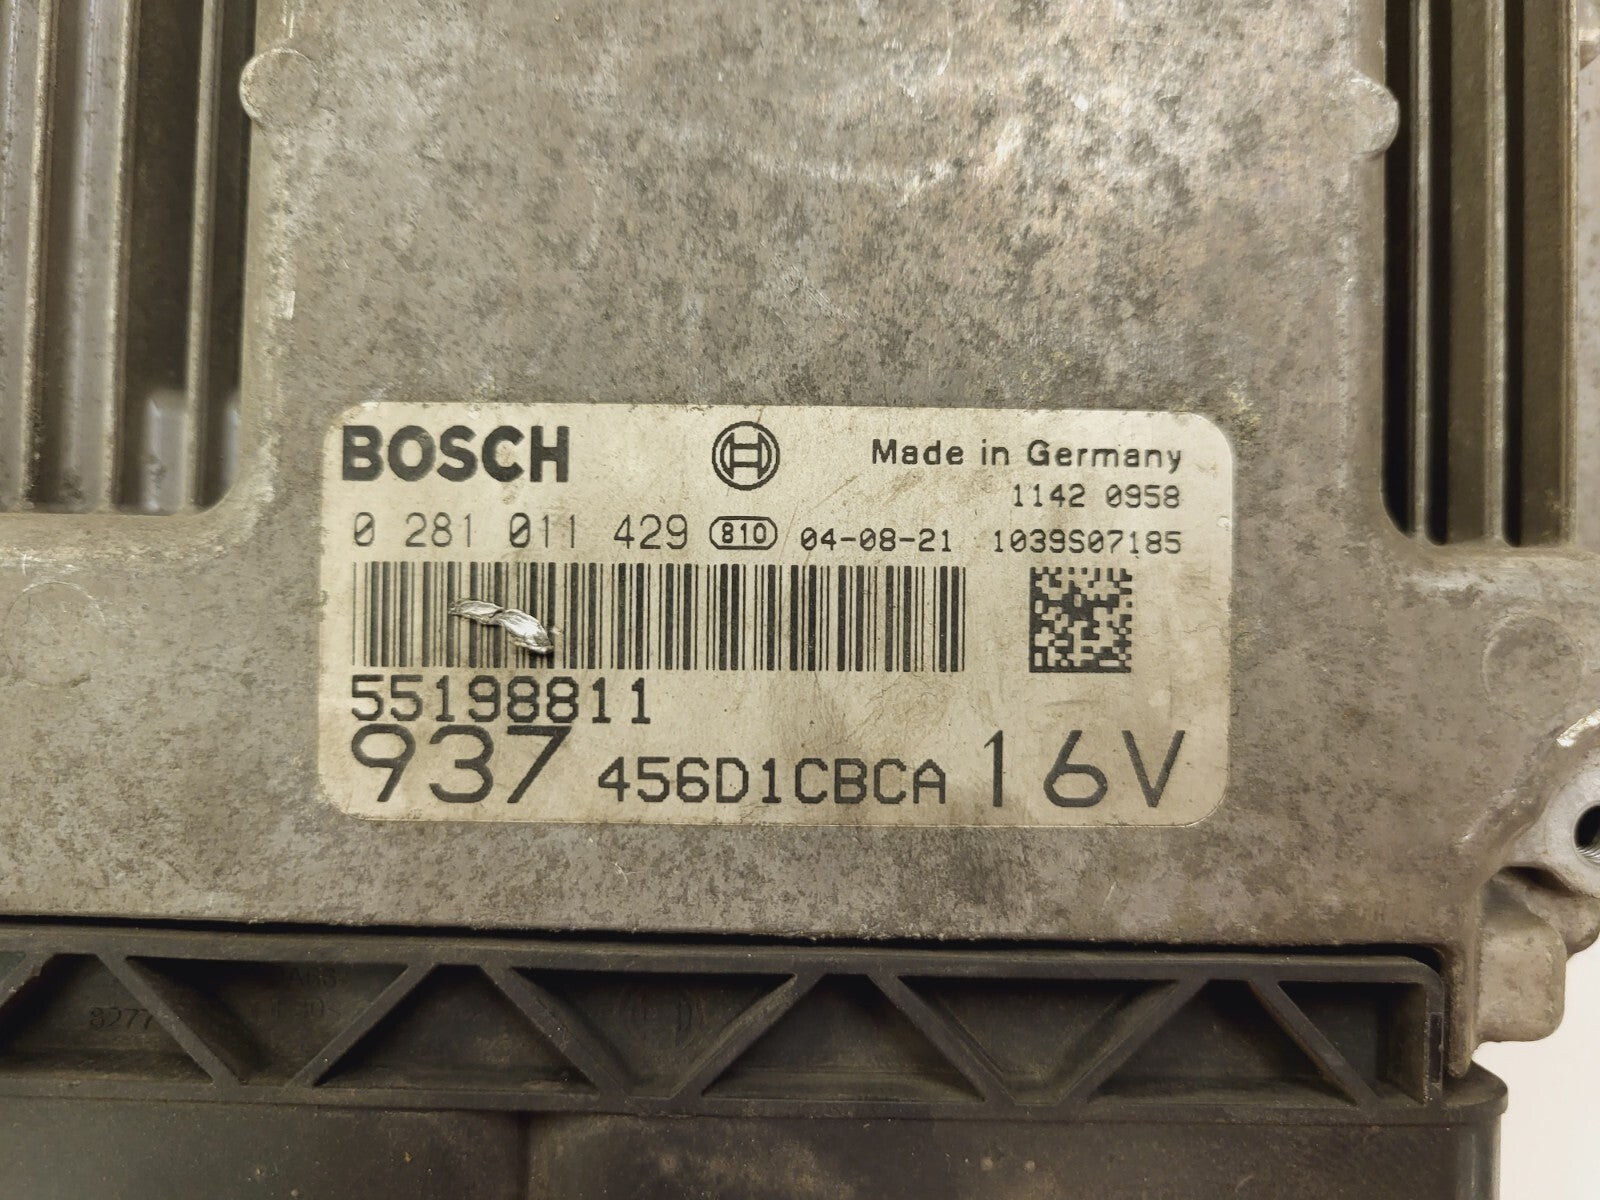 BOSCH Made in Germany
1142 0958
0 281 011 429 810 04-08-21 1039S07185
55198811
937 456D1CBCA 16V
8277